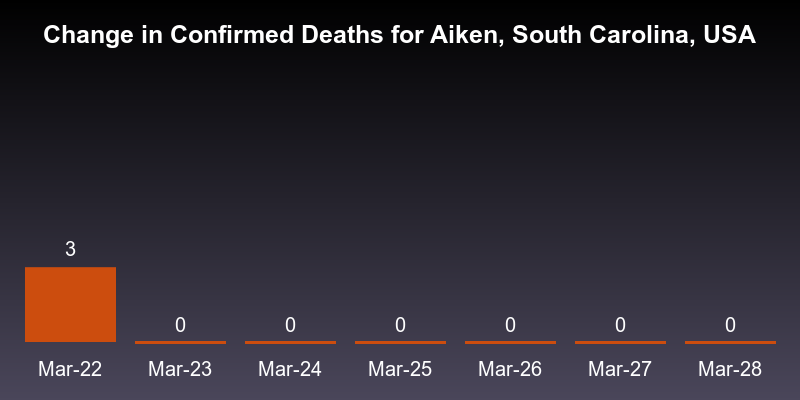 Change in Confirmed Deaths for Aiken, South Carolina, USA
3
0 0 0 0 0 0
Mar-22 Mar-23 Mar-24 Mar-25 Mar-26 Mar-27 Mar-28